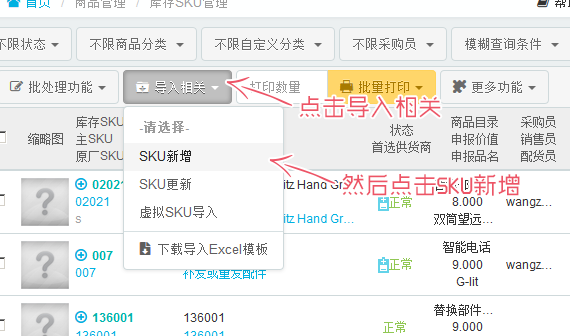 首页 / 商品管理 / 库存SKU管理
不限状态 不限商品分类 不限自定义分类 不限采购员 模糊查询条件
批处理功能 导入相关 打印数量 批量打印 更多功能
点击导入相关
缩略图
库存SKU
主SKU
原厂SKU
状态
首选供货商
商品目录
申报价值
申报品名
采购员
销售员
配货员
-请选择-
SKU新增
SKU更新
虚拟SKU导入
下载导入Excel模板
然后点击SKU新增
02021
s
itz Hand Gr...
itz Hand Gr...
正常
8.000
双筒望远...
wangz...
007
007
补发或重发配件
正常
智能电话
9.000
G-lit
wangz...
136001
136001
136001
136001
正常
替换部件...
9.000